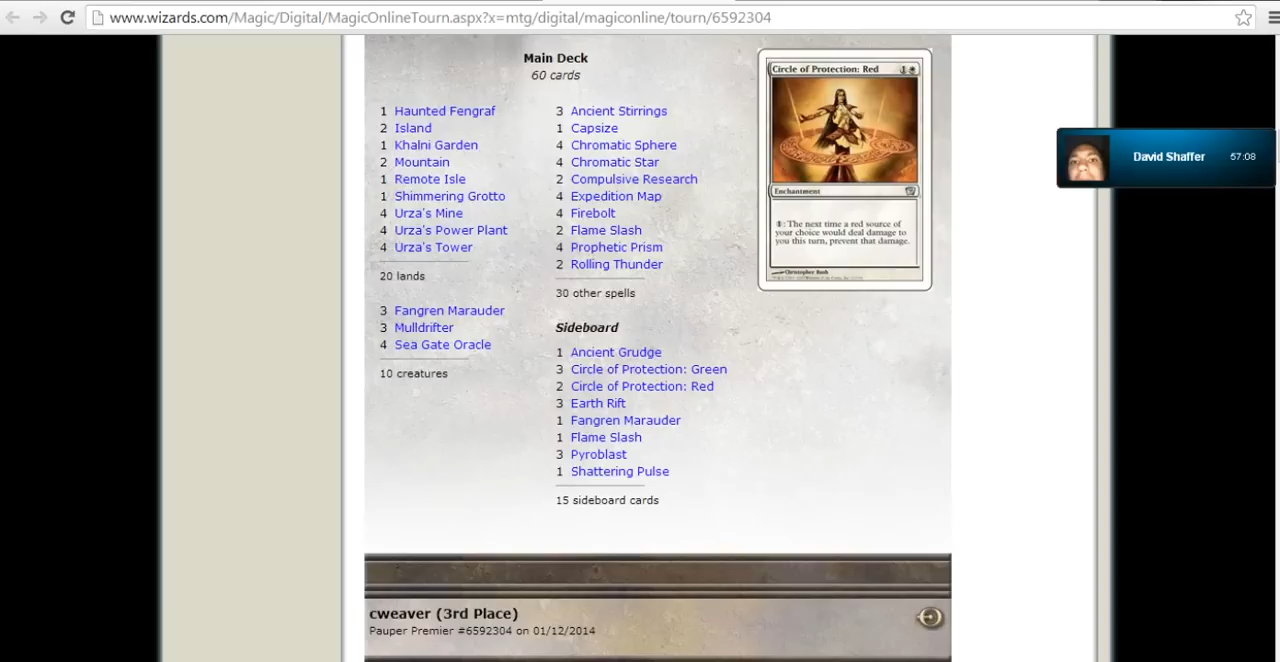 www.wizards.com/Magic/Digital/MagicOnlineTourn.aspx?x=mtg/digital/magiconline/tourn/6592304
Main Deck
60 cards
1 Haunted Fengraf
2 Island
1 Khalni Garden
2 Mountain
1 Remote Isle
1 Shimmering Grotto
4 Urza's Mine
4 Urza's Power Plant
4 Urza's Tower
20 lands
3 Fangren Marauder
3 Mulldrifter
4 Sea Gate Oracle
10 creatures
3 Ancient Stirrings
1 Capsize
4 Chromatic Sphere
4 Chromatic Star
2 Compulsive Research
4 Expedition Map
4 Firebolt
2 Flame Slash
4 Prophetic Prism
2 Rolling Thunder
30 other spells
Sideboard
1 Ancient Grudge
3 Circle of Protection: Green
2 Circle of Protection: Red
3 Earth Rift
1 Fangren Marauder
1 Flame Slash
3 Pyroblast
1 Shattering Pulse
15 sideboard cards
Circle of Protection: Red 1
Enchantment
: The next time a red source of
your choice would deal damage to
you this turn, prevent that damage.
Christopher Rush
David Shaffer 57:08
cweaver (3rd Place)
Pauper Premier #6592304 on 01/12/2014